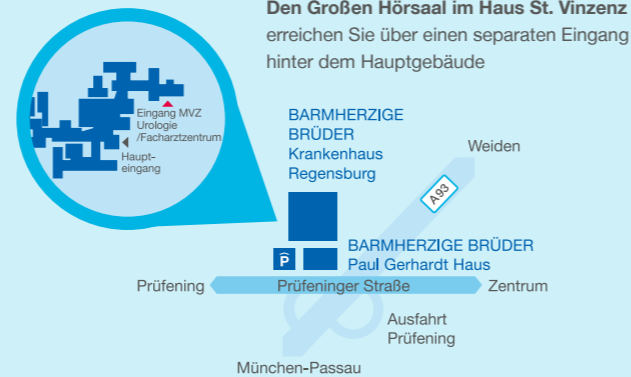 Den Großen Hörsaal im Haus St. Vinzenz
erreichen Sie über einen separaten Eingang
hinter dem Hauptgebäude
Eingang MVZ
Urologie
/Facharztzentrum
Haupt-
eingang
BARMHERZIGE
BRÜDER
Krankenhaus
Regensburg
Weiden
A93
P
BARMHERZIGE BRÜDER
Paul Gerhardt Haus
Prüfening
Prüfeninger Straße
Zentrum
Ausfahrt
Prüfening
München-Passau